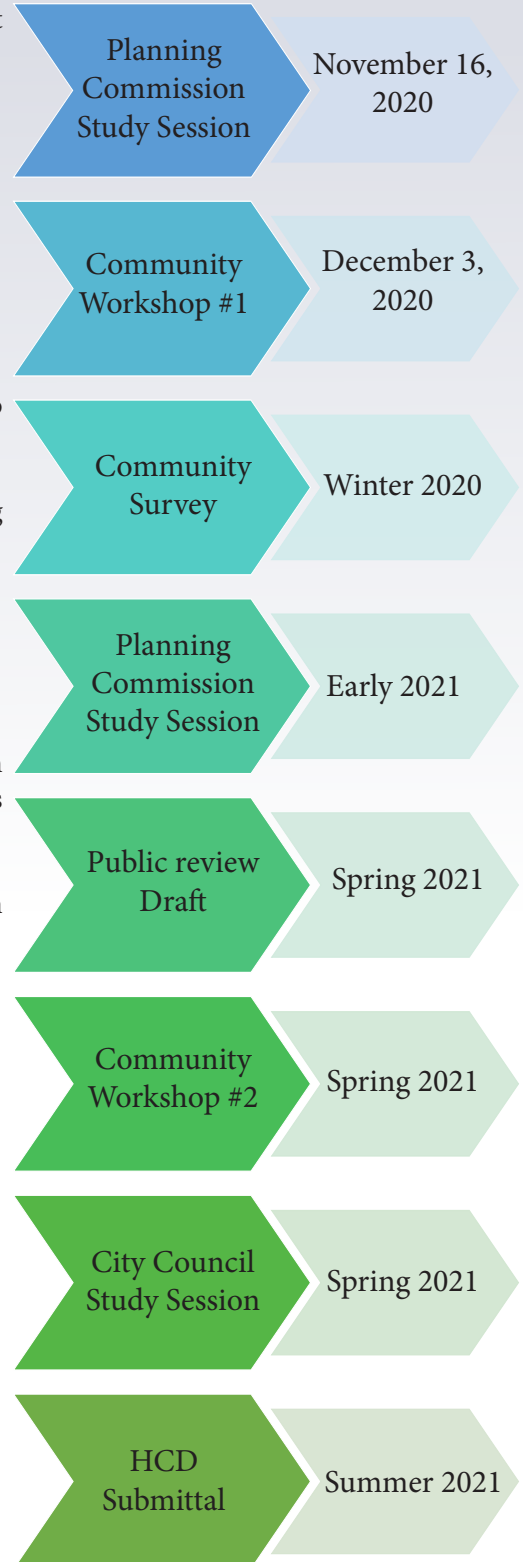 Planning
Commission
Study Session
November 16,
2020
Community
Workshop #1
December 3,
2020
Community
Survey
Winter 2020
Planning
Commission
Study Session
Early 2021
Public review
Draft
Spring 2021
Community
Workshop #2
Spring 2021
City Council
Study Session
Spring 2021
HCD
Submittal
Summer 2021